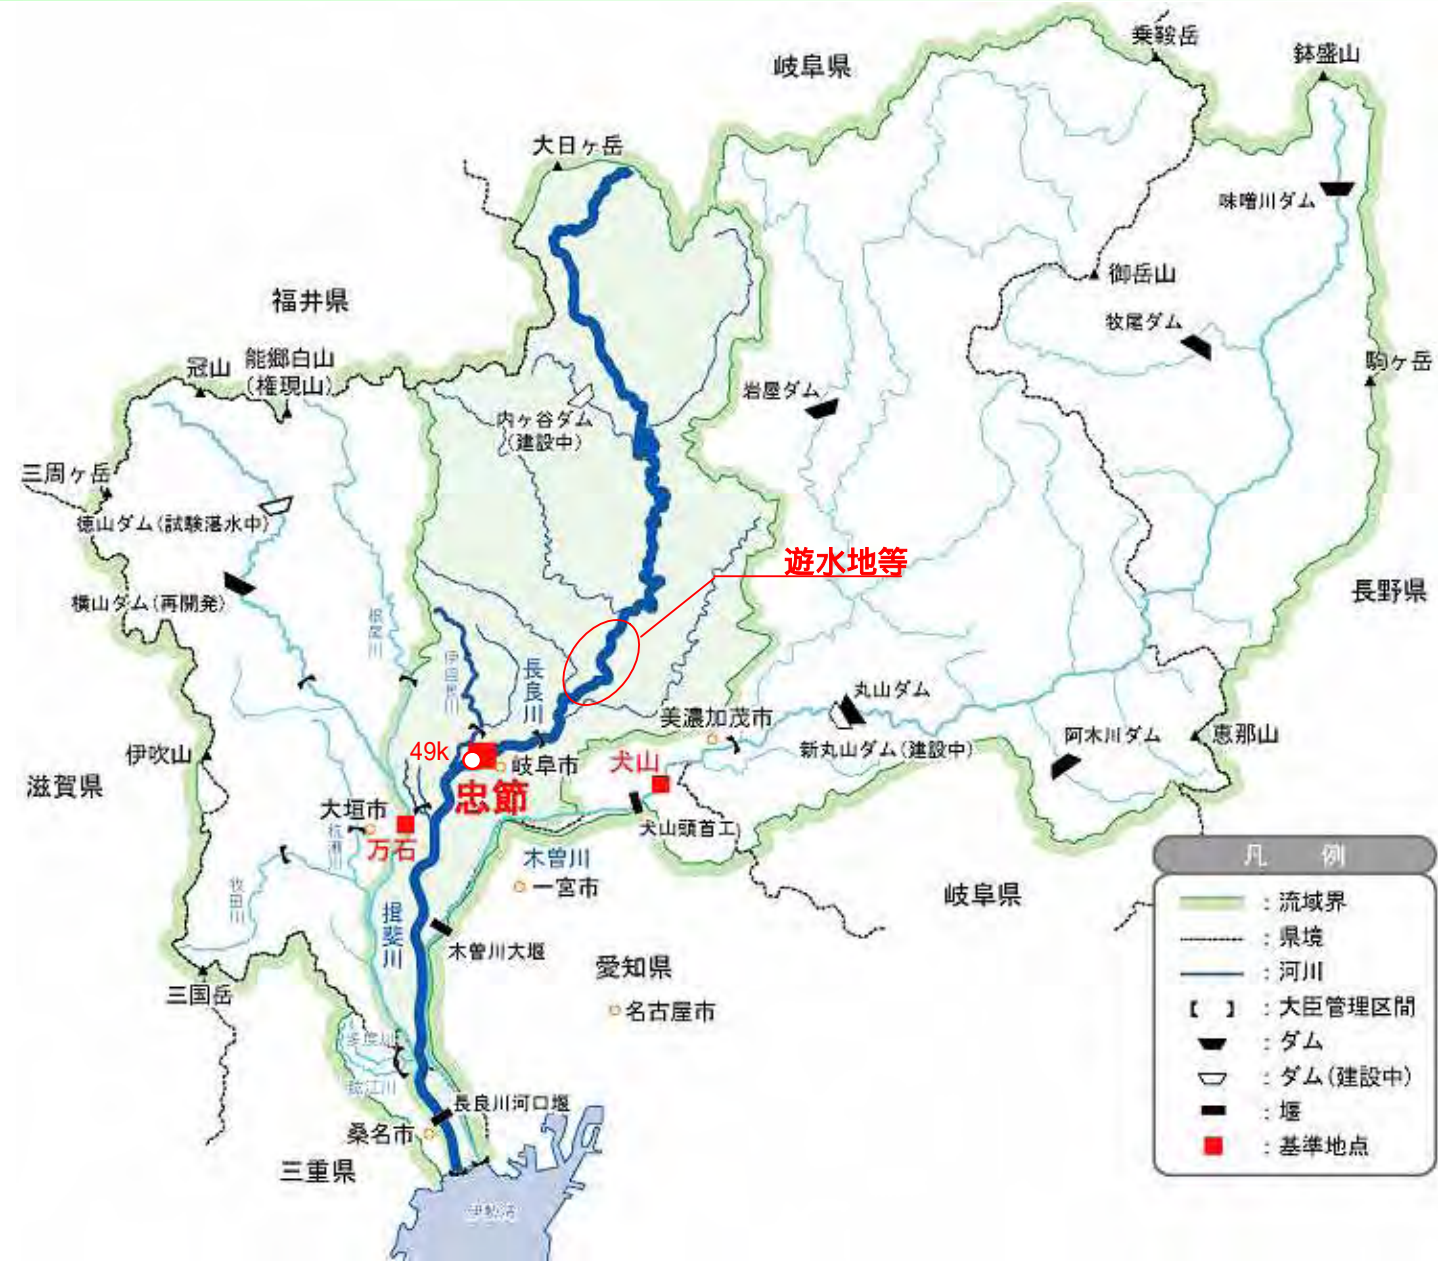 乗鞍岳
鉢盛山
岐阜県
大日ヶ岳
味噌川ダム
御岳山
福井県
牧尾ダム
能郷白山
(権現山)
冠山
駒ヶ岳
岩屋ダム
内ヶ谷ダム
(建設中)
三周ヶ岳
徳山ダム(試験湛水中)
遊水地等
横山ダム(再開発)
長野県
根尾川
伊自良川
長良川
丸山ダム
美濃加茂市
恵那山
阿木川ダム
新丸山ダム(建設中)
伊吹山
49k
岐阜市
犬山
滋賀県
忠節
大垣市
犬山頭首工
杭瀬川
万石
木曽川
凡 例
一宮市
岐阜県
牧田川
：流域界
揖斐川
：県境
木曽川大堰
愛知県
：河川
三国岳
名古屋市
【 】：大臣管理区間
多度川
：ダム
：ダム(建設中)
長良川河口堰
：堰
桑名市
：基準地点
三重県
伊勢湾